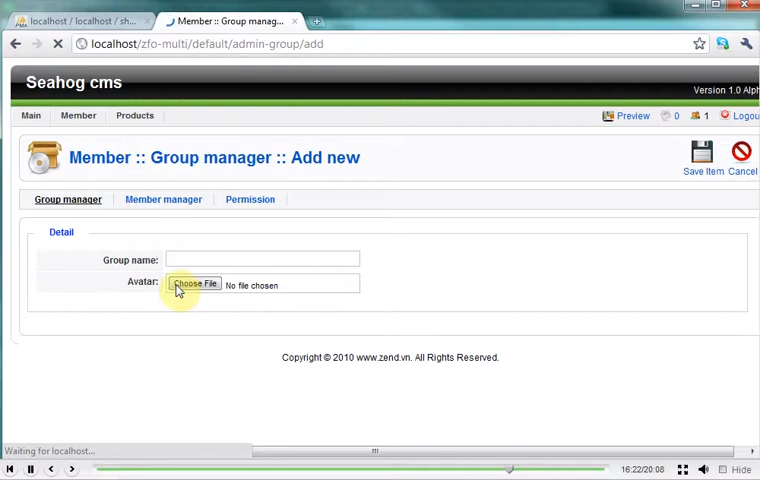 localhost / localhost / sh...
Member :: Group manag...
localhost/zfo-multi/default/admin-group/add
Seahog cms
Version 1.0 Alph
Main Member Products
Preview 0 1 Logou
Member :: Group manager :: Add new
Save Item Cancel
Group manager Member manager Permission
Detail
Group name:
Avatar: Choose File No file chosen
Copyright © 2010 www.zend.vn. All Rights Reserved.
Waiting for localhost...
16:22/20:08 Hide